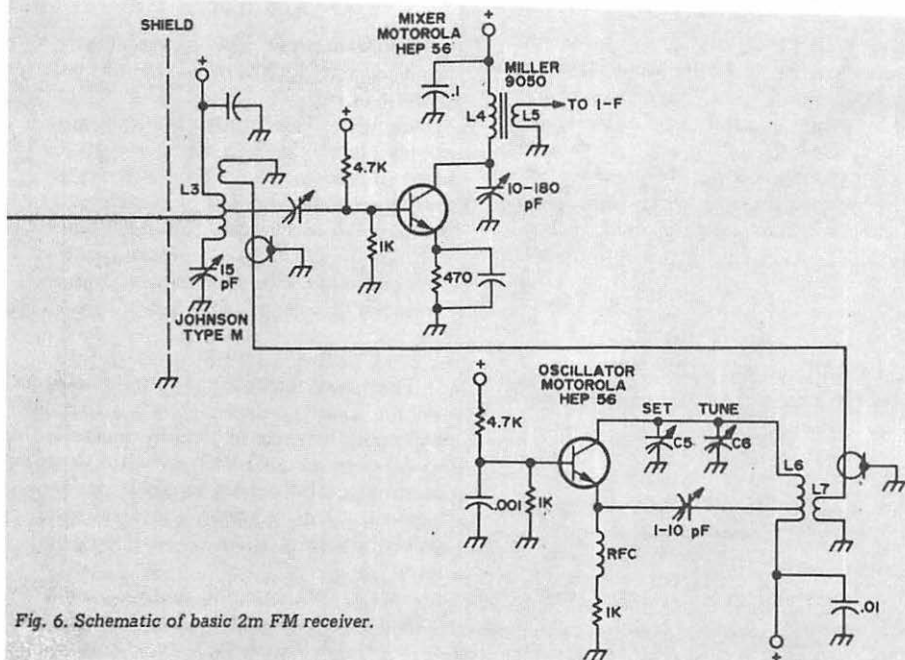 SHIELD
MIXER
MOTOROLA
HEP 56
+
+
MILLER
9050
.1
L4
L5
TO I-F
+
4.7K
L3
10-180
pF
1K
15
pF
470
JOHNSON
TYPE M
+
OSCILLATOR
MOTOROLA
HEP 56
SET
TUNE
4.7K
C5
C6
L6
L7
.001
1K
1-10 pF
RFC
1K
.01
+
Fig. 6. Schematic of basic 2m FM receiver.